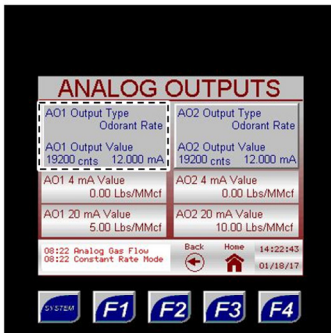 ANALOG OUTPUTS
AO1 Output Type
Odorant Rate
AO1 Output Value
19200 cnts 12.000 mA
AO2 Output Type
Odorant Rate
AO2 Output Value
19200 cnts 12.000 mA
AO1 4 mA Value
0.00 Lbs/MMcf
AO2 4 mA Value
0.00 Lbs/MMcf
AO1 20 mA Value
5.00 Lbs/MMcf
AO2 20 mA Value
10.00 Lbs/MMcf
08:22 Analog Gas Flow
08:22 Constant Rate Mode
Back
Home
14:22:43
01/18/17
SYSTEM F1 F2 F3 F4